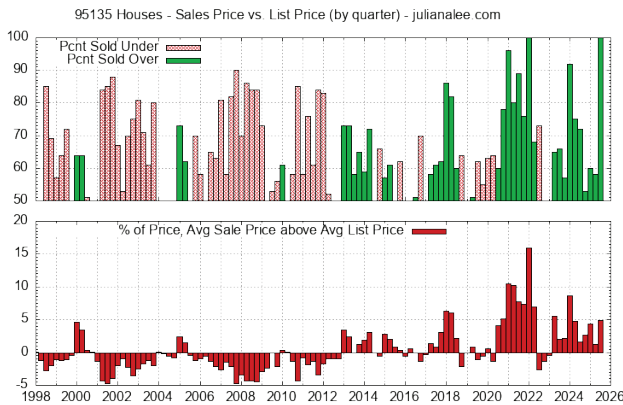 95135 Houses - Sales Price vs. List Price (by quarter) - julianalee.com
100
90
80
70
60
50
Pcnt Sold Under
Pcnt Sold Over
20
15
10
5
0
-5
% of Price, Avg Sale Price above Avg List Price
1998 2000 2002 2004 2006 2008 2010 2012 2014 2016 2018 2020 2022 2024 2026